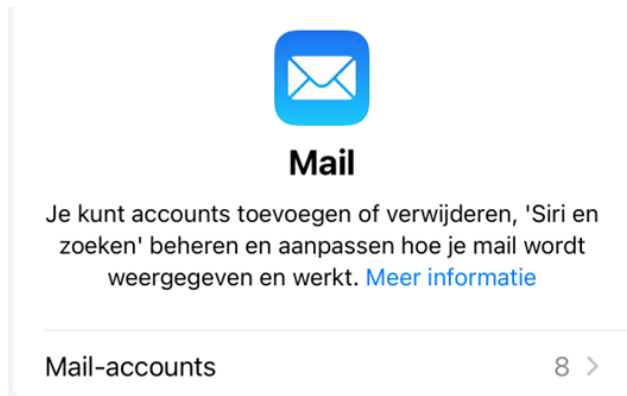 Mail
Je kunt accounts toevoegen of verwijderen, 'Siri en
zoeken' beheren en aanpassen hoe je mail wordt
weergegeven en werkt. Meer informatie
Mail-accounts 8